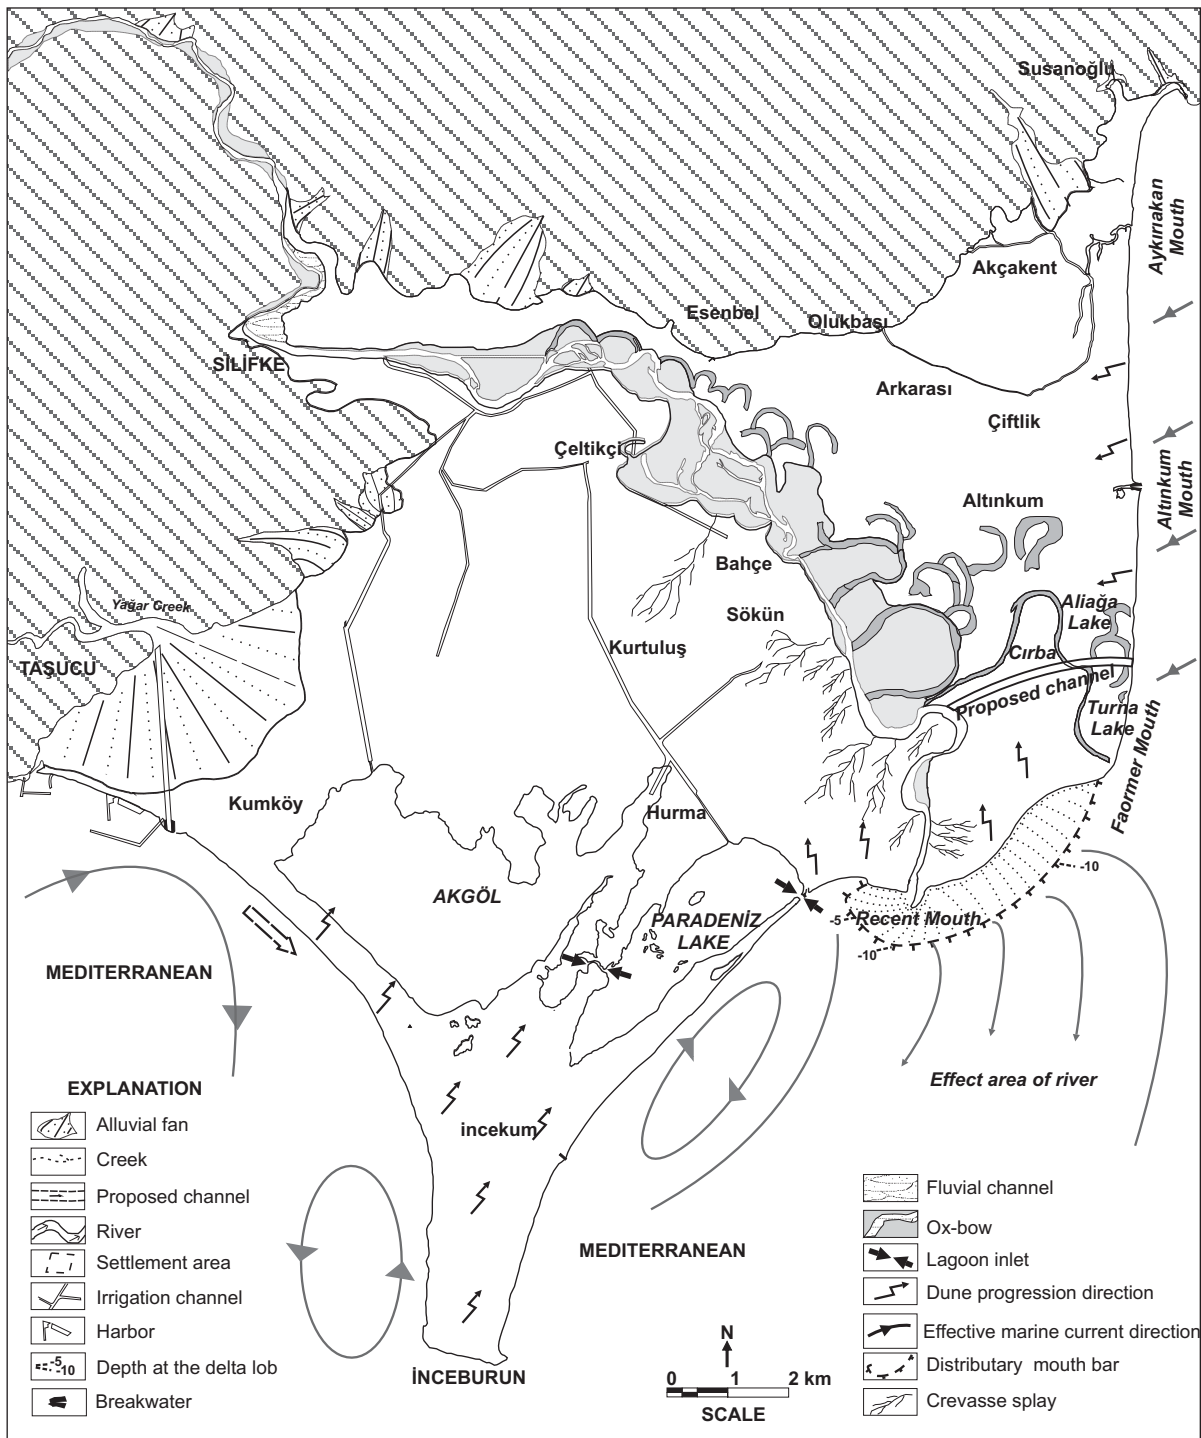 Susanoğlu
Aykırıakan
Mouth
Akçakent
Esenbel
Olukbaşı
SİLİFKE
Arkarası
Çiftlik
Çeltikçi
Altınkum
Altınkum
Mouth
Bahçe
Yağar Creek
Sökün
Aliağa
Lake
Kurtuluş
Cırba
TAŞUCU
Proposed channel
Turna
Lake
Faormer Mouth
Kumköy
Hurma
-10
AKGÖL
PARADENİZ
LAKE
-5
Recent Mouth
-10
MEDITERRANEAN
Effect area of river
incekum
MEDITERRANEAN
İNCEBURUN
EXPLANATION
Alluvial fan
Creek
Proposed channel
River
Settlement area
Irrigation channel
Harbor
-5
-10
Depth at the delta lob
Breakwater
N
0 1 2 km
SCALE
Fluvial channel
Ox-bow
Lagoon inlet
Dune progression direction
Effective marine current direction
Distributary mouth bar
Crevasse splay